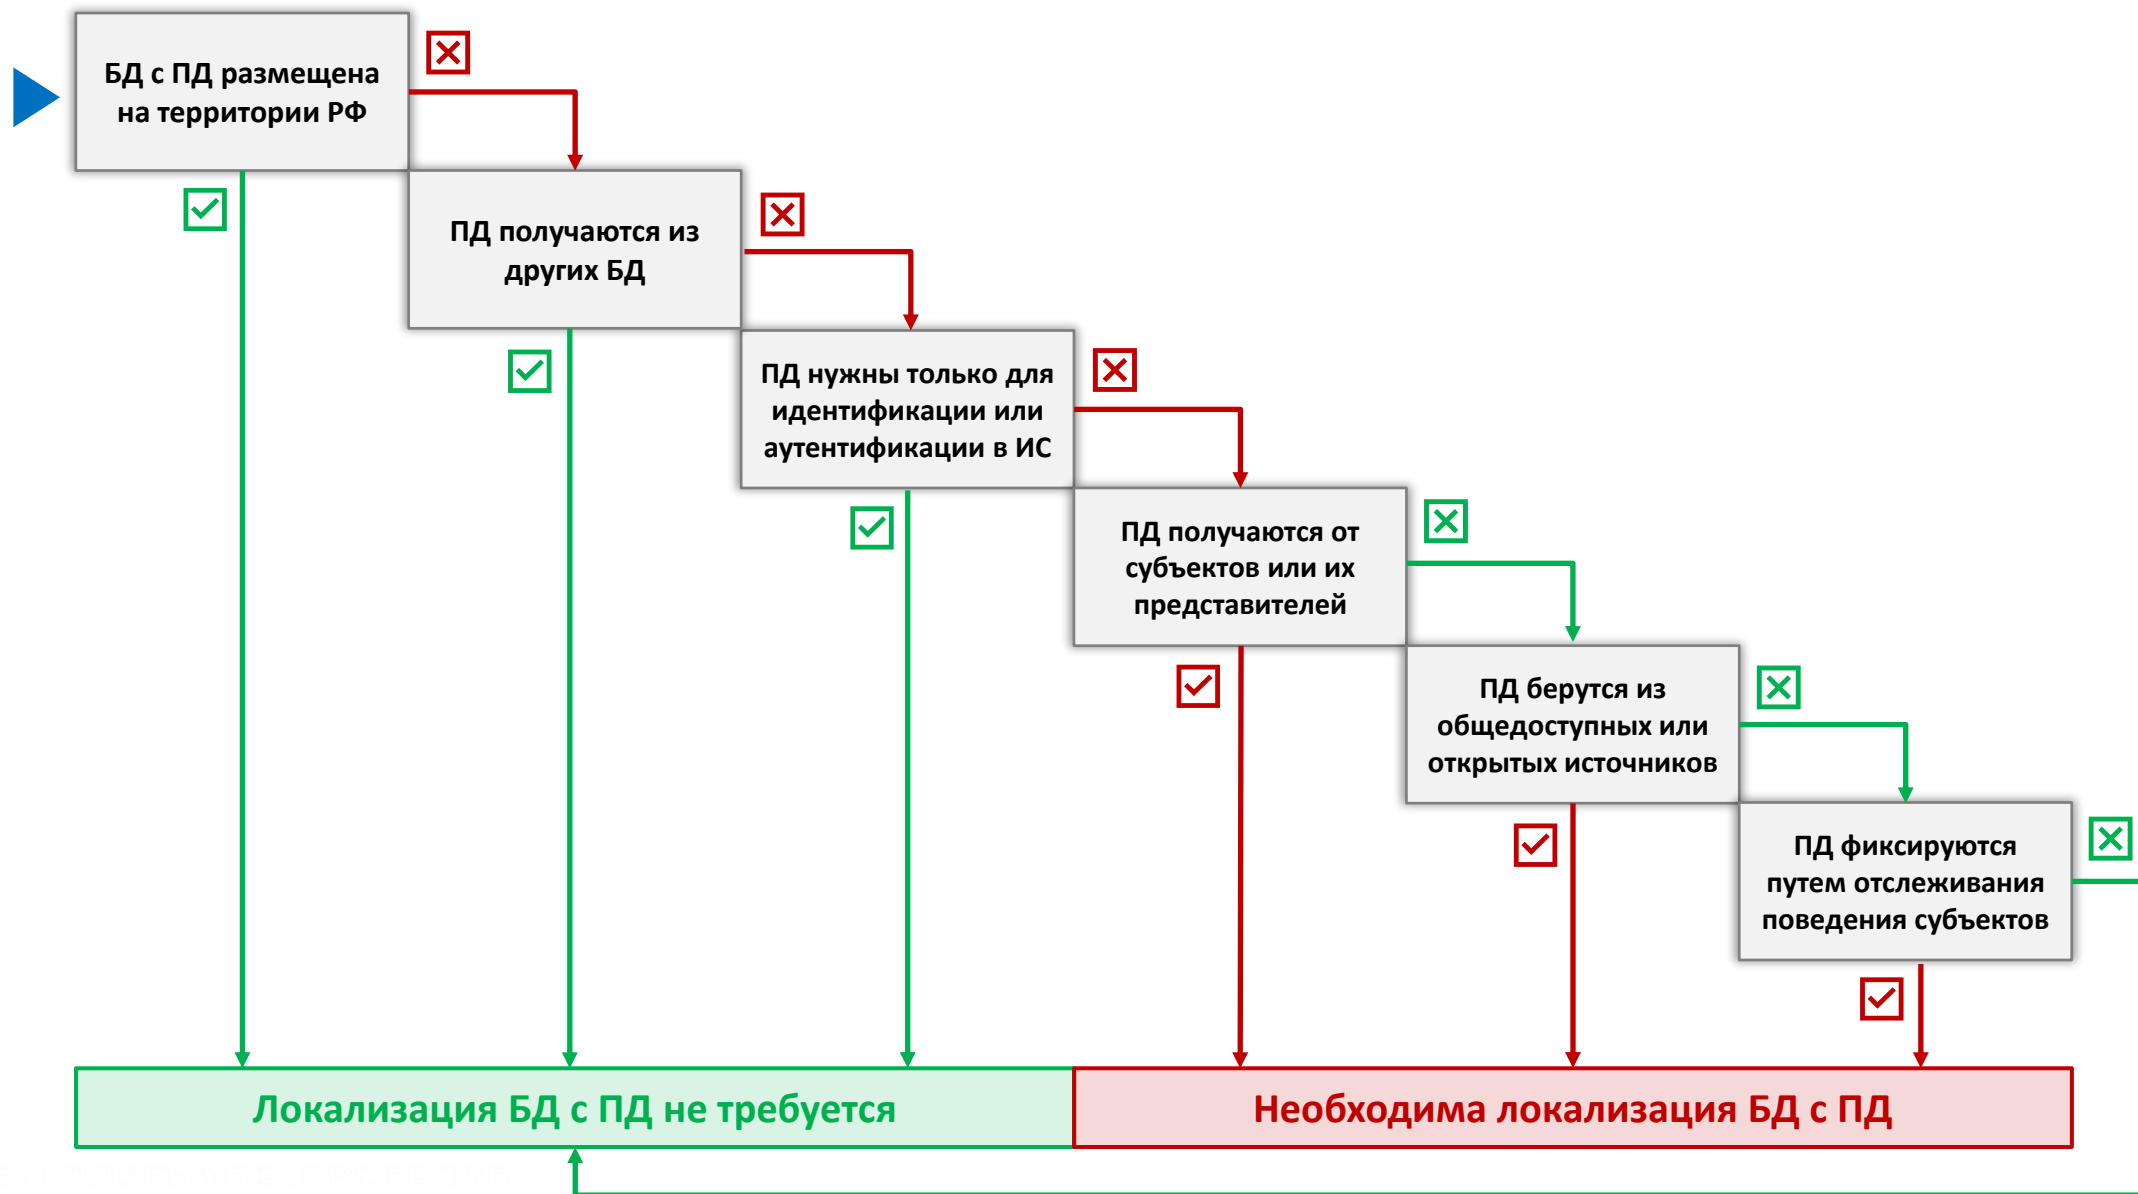 БД с ПД размещена
на территории РФ
ПД получаются из
других БД
ПД нужны только для
идентификации или
аутентификации в ИС
ПД получаются от
субъектов или их
представителей
ПД берутся из
общедоступных или
открытых источников
ПД фиксируются
путем отслеживания
поведения субъектов
Локализация БД с ПД не требуется
Необходима локализация БД с ПД